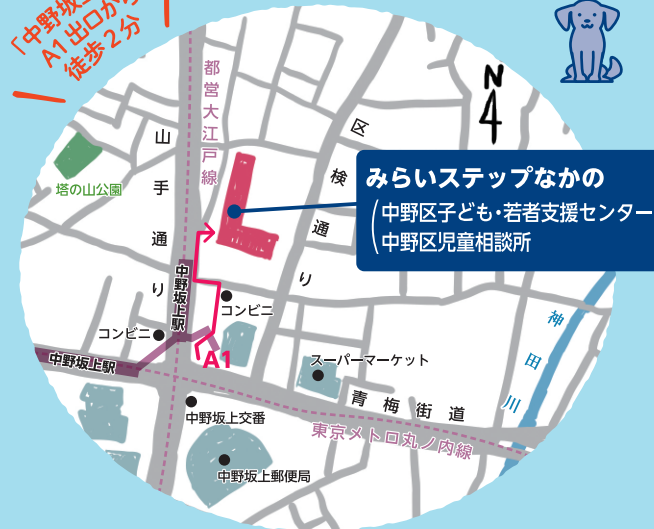 「中野坂上
A1出口から
徒歩2分
都営大江戸線
N
区検通り
山手通り
塔の山公園
みらいステップなかの
(中野区子ども・若者支援センター
中野区児童相談所
中野坂上駅
コンビニ
コンビニ
中野坂上駅
A1
スーパーマーケット
神田川
青梅街道
中野坂上交番
東京メトロ丸ノ内線
中野坂上郵便局